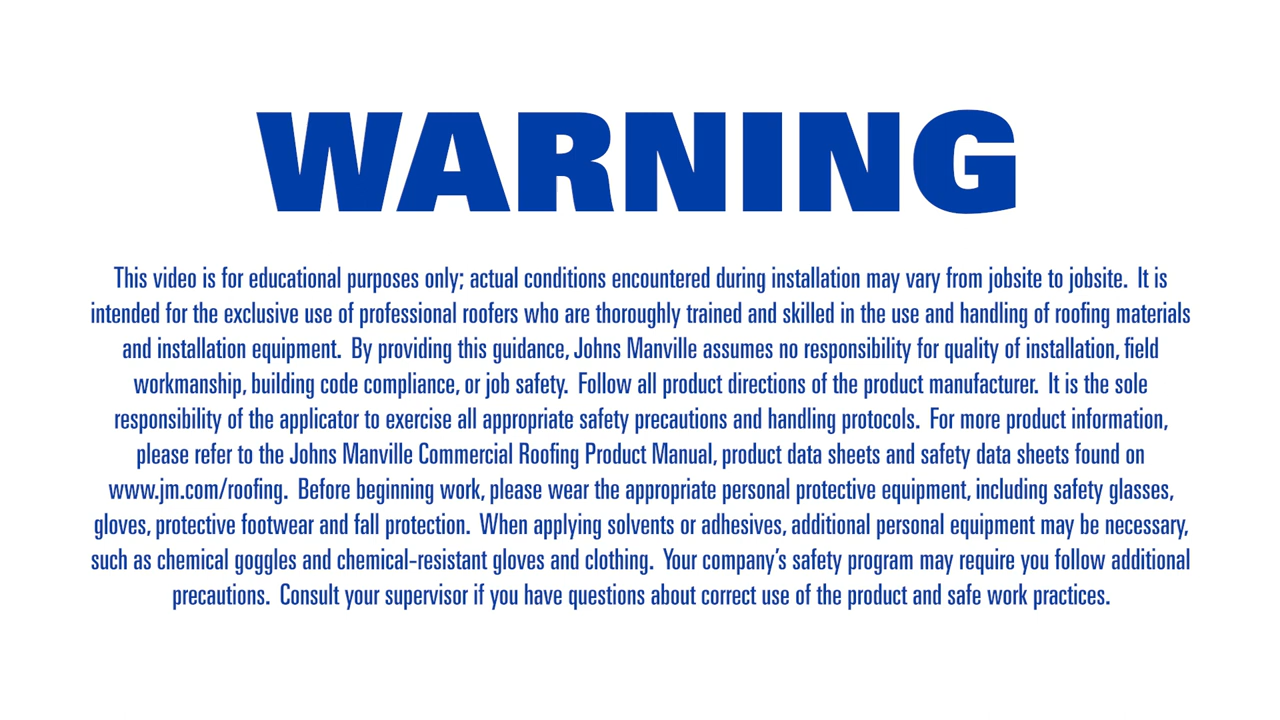 WARNING
This video is for educational purposes only; actual conditions encountered during installation may vary from jobsite to jobsite.  It is
intended for the exclusive use of professional roofers who are thoroughly trained and skilled in the use and handling of roofing materials
and installation equipment.  By providing this guidance, Johns Manville assumes no responsibility for quality of installation, field
workmanship, building code compliance, or job safety.  Follow all product directions of the product manufacturer.  It is the sole
responsibility of the applicator to exercise all appropriate safety precautions and handling protocols.  For more product information,
please refer to the Johns Manville Commercial Roofing Product Manual, product data sheets and safety data sheets found on
www.jm.com/roofing.  Before beginning work, please wear the appropriate personal protective equipment, including safety glasses,
gloves, protective footwear and fall protection.  When applying solvents or adhesives, additional personal equipment may be necessary,
such as chemical goggles and chemical-resistant gloves and clothing.  Your company’s safety program may require you follow additional
precautions.  Consult your supervisor if you have questions about correct use of the product and safe work practices.